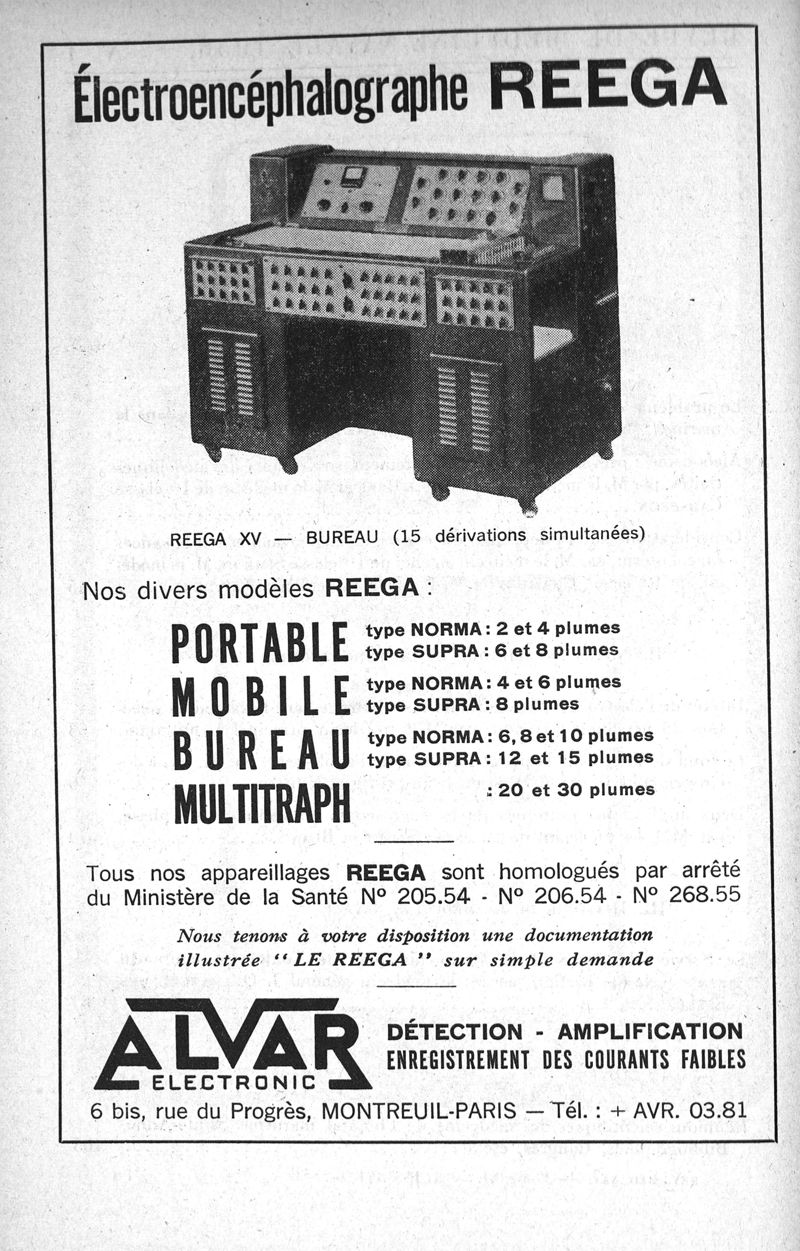 Électroencéphalographe REEGA
REEGA XV — BUREAU (15 dérivations simultanées)
Nos divers modèles REEGA :
PORTABLE type NORMA : 2 et 4 plumes
type SUPRA : 6 et 8 plumes
MOBILE type NORMA : 4 et 6 plumes
type SUPRA : 8 plumes
BUREAU type NORMA : 6, 8 et 10 plumes
type SUPRA : 12 et 15 plumes
MULTITRAPH : 20 et 30 plumes
Tous nos appareillages REEGA sont homologués par arrêté
du Ministère de la Santé Nº 205.54 - Nº 206.54 - Nº 268.55
Nous tenons à votre disposition une documentation
illustrée “ LE REEGA ” sur simple demande
ALVAR
ELECTRONIC
DÉTECTION - AMPLIFICATION
ENREGISTREMENT DES COURANTS FAIBLES
6 bis, rue du Progrès, MONTREUIL-PARIS — Tél. : + AVR. 03.81